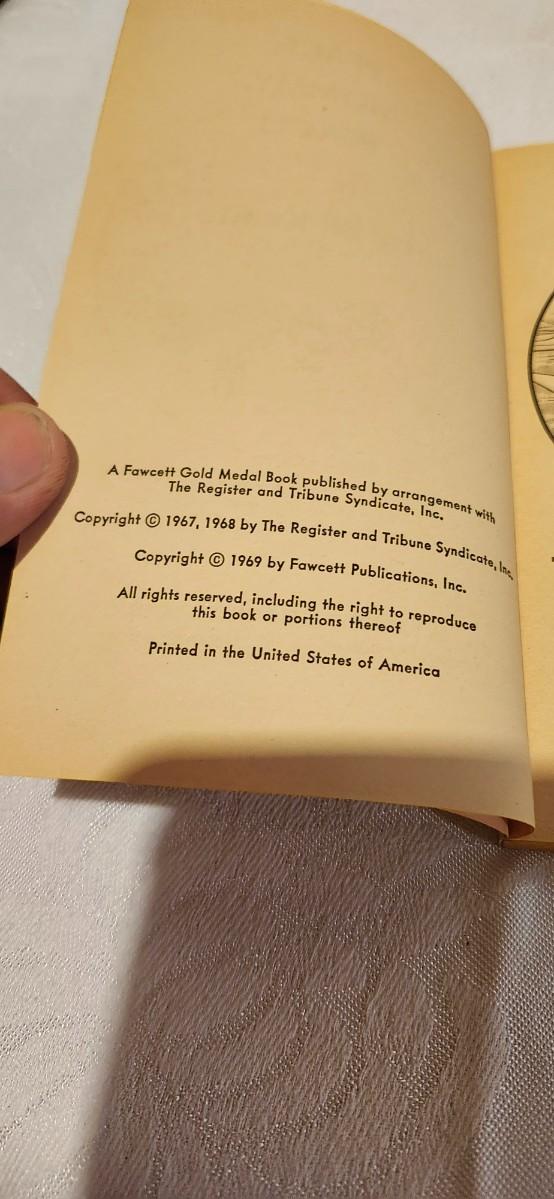 A Fawcett Gold Medal Book published by arrangement with
The Register and Tribune Syndicate, Inc.
Copyright © 1967, 1968 by The Register and Tribune Syndicate, Inc.
Copyright © 1969 by Fawcett Publications, Inc.
All rights reserved, including the right to reproduce
this book or portions thereof
Printed in the United States of America